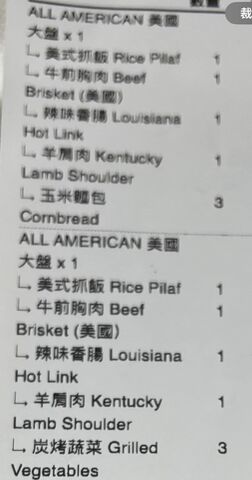 數量
裁
ALL AMERICAN 美國
大盤 x 1
↳ 美式抓飯 Rice Pilaf 1
↳ 牛前胸肉 Beef 1
Brisket (美國)
↳ 辣味香腸 Louisiana 1
Hot Link
↳ 羊肩肉 Kentucky 1
Lamb Shoulder
↳ 玉米麵包 3
Cornbread
ALL AMERICAN 美國
大盤 x 1
↳ 美式抓飯 Rice Pilaf 1
↳ 牛前胸肉 Beef 1
Brisket (美國)
↳ 辣味香腸 Louisiana 1
Hot Link
↳ 羊肩肉 Kentucky 1
Lamb Shoulder
↳ 炭烤蔬菜 Grilled 3
Vegetables